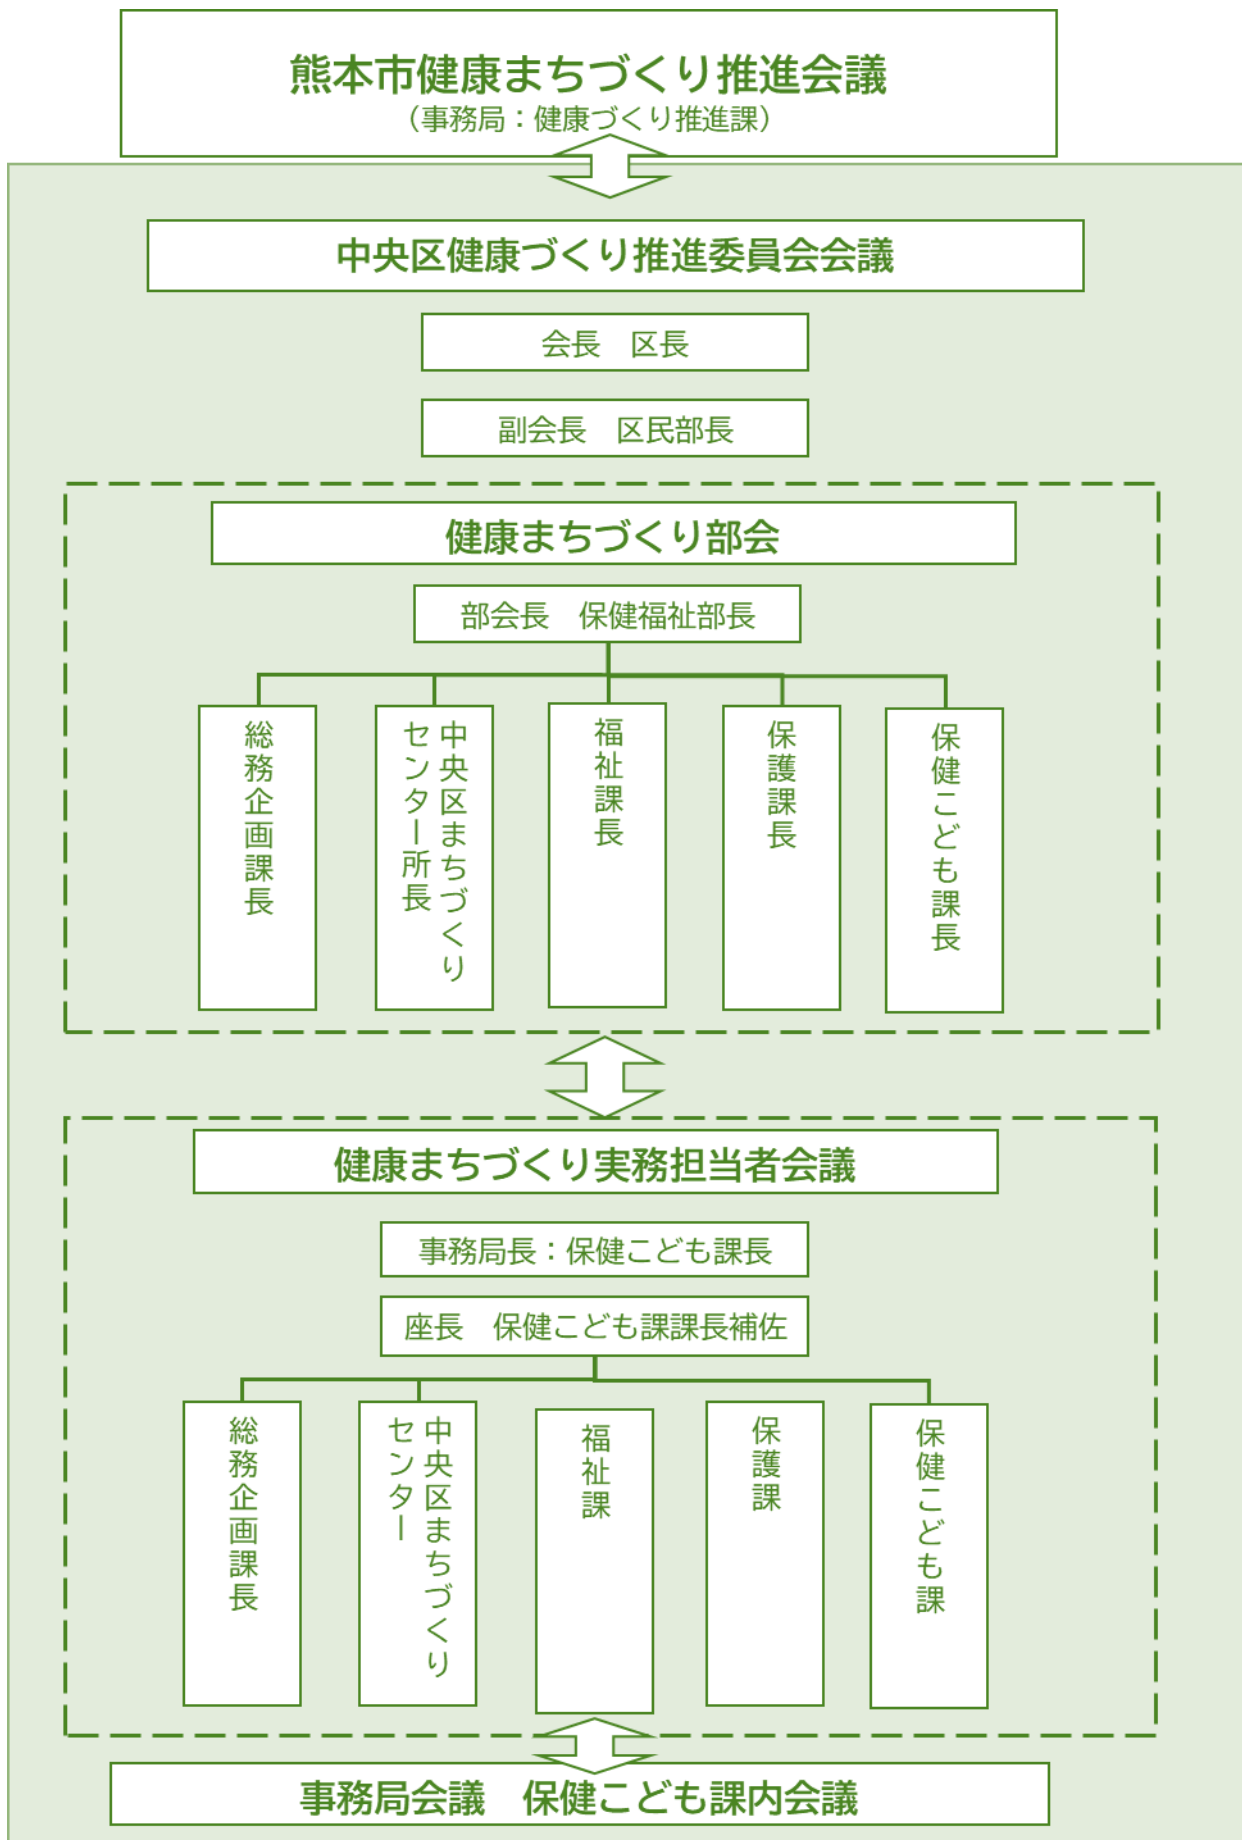 熊本市健康まちづくり推進会議
（事務局：健康づくり推進課）
中央区健康づくり推進委員会会議
会長　区長
副会長　区民部長
健康まちづくり部会
部会長　保健福祉部長
総務企画課長
中央区まちづくり
センター所長
福祉課長
保護課長
保健こども課長
健康まちづくり実務担当者会議
事務局長：保健こども課長
座長　保健こども課課長補佐
総務企画課長
中央区まちづくり
センター
福祉課
保護課
保健こども課
事務局会議　保健こども課内会議